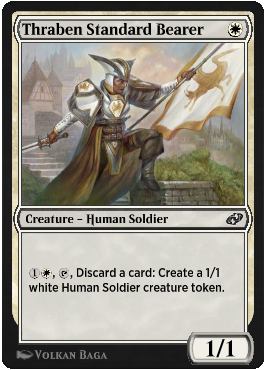 Thraben Standard Bearer
Creature – Human Soldier
1, Discard a card: Create a 1/1
white Human Soldier creature token.
Volkan Baga
1/1